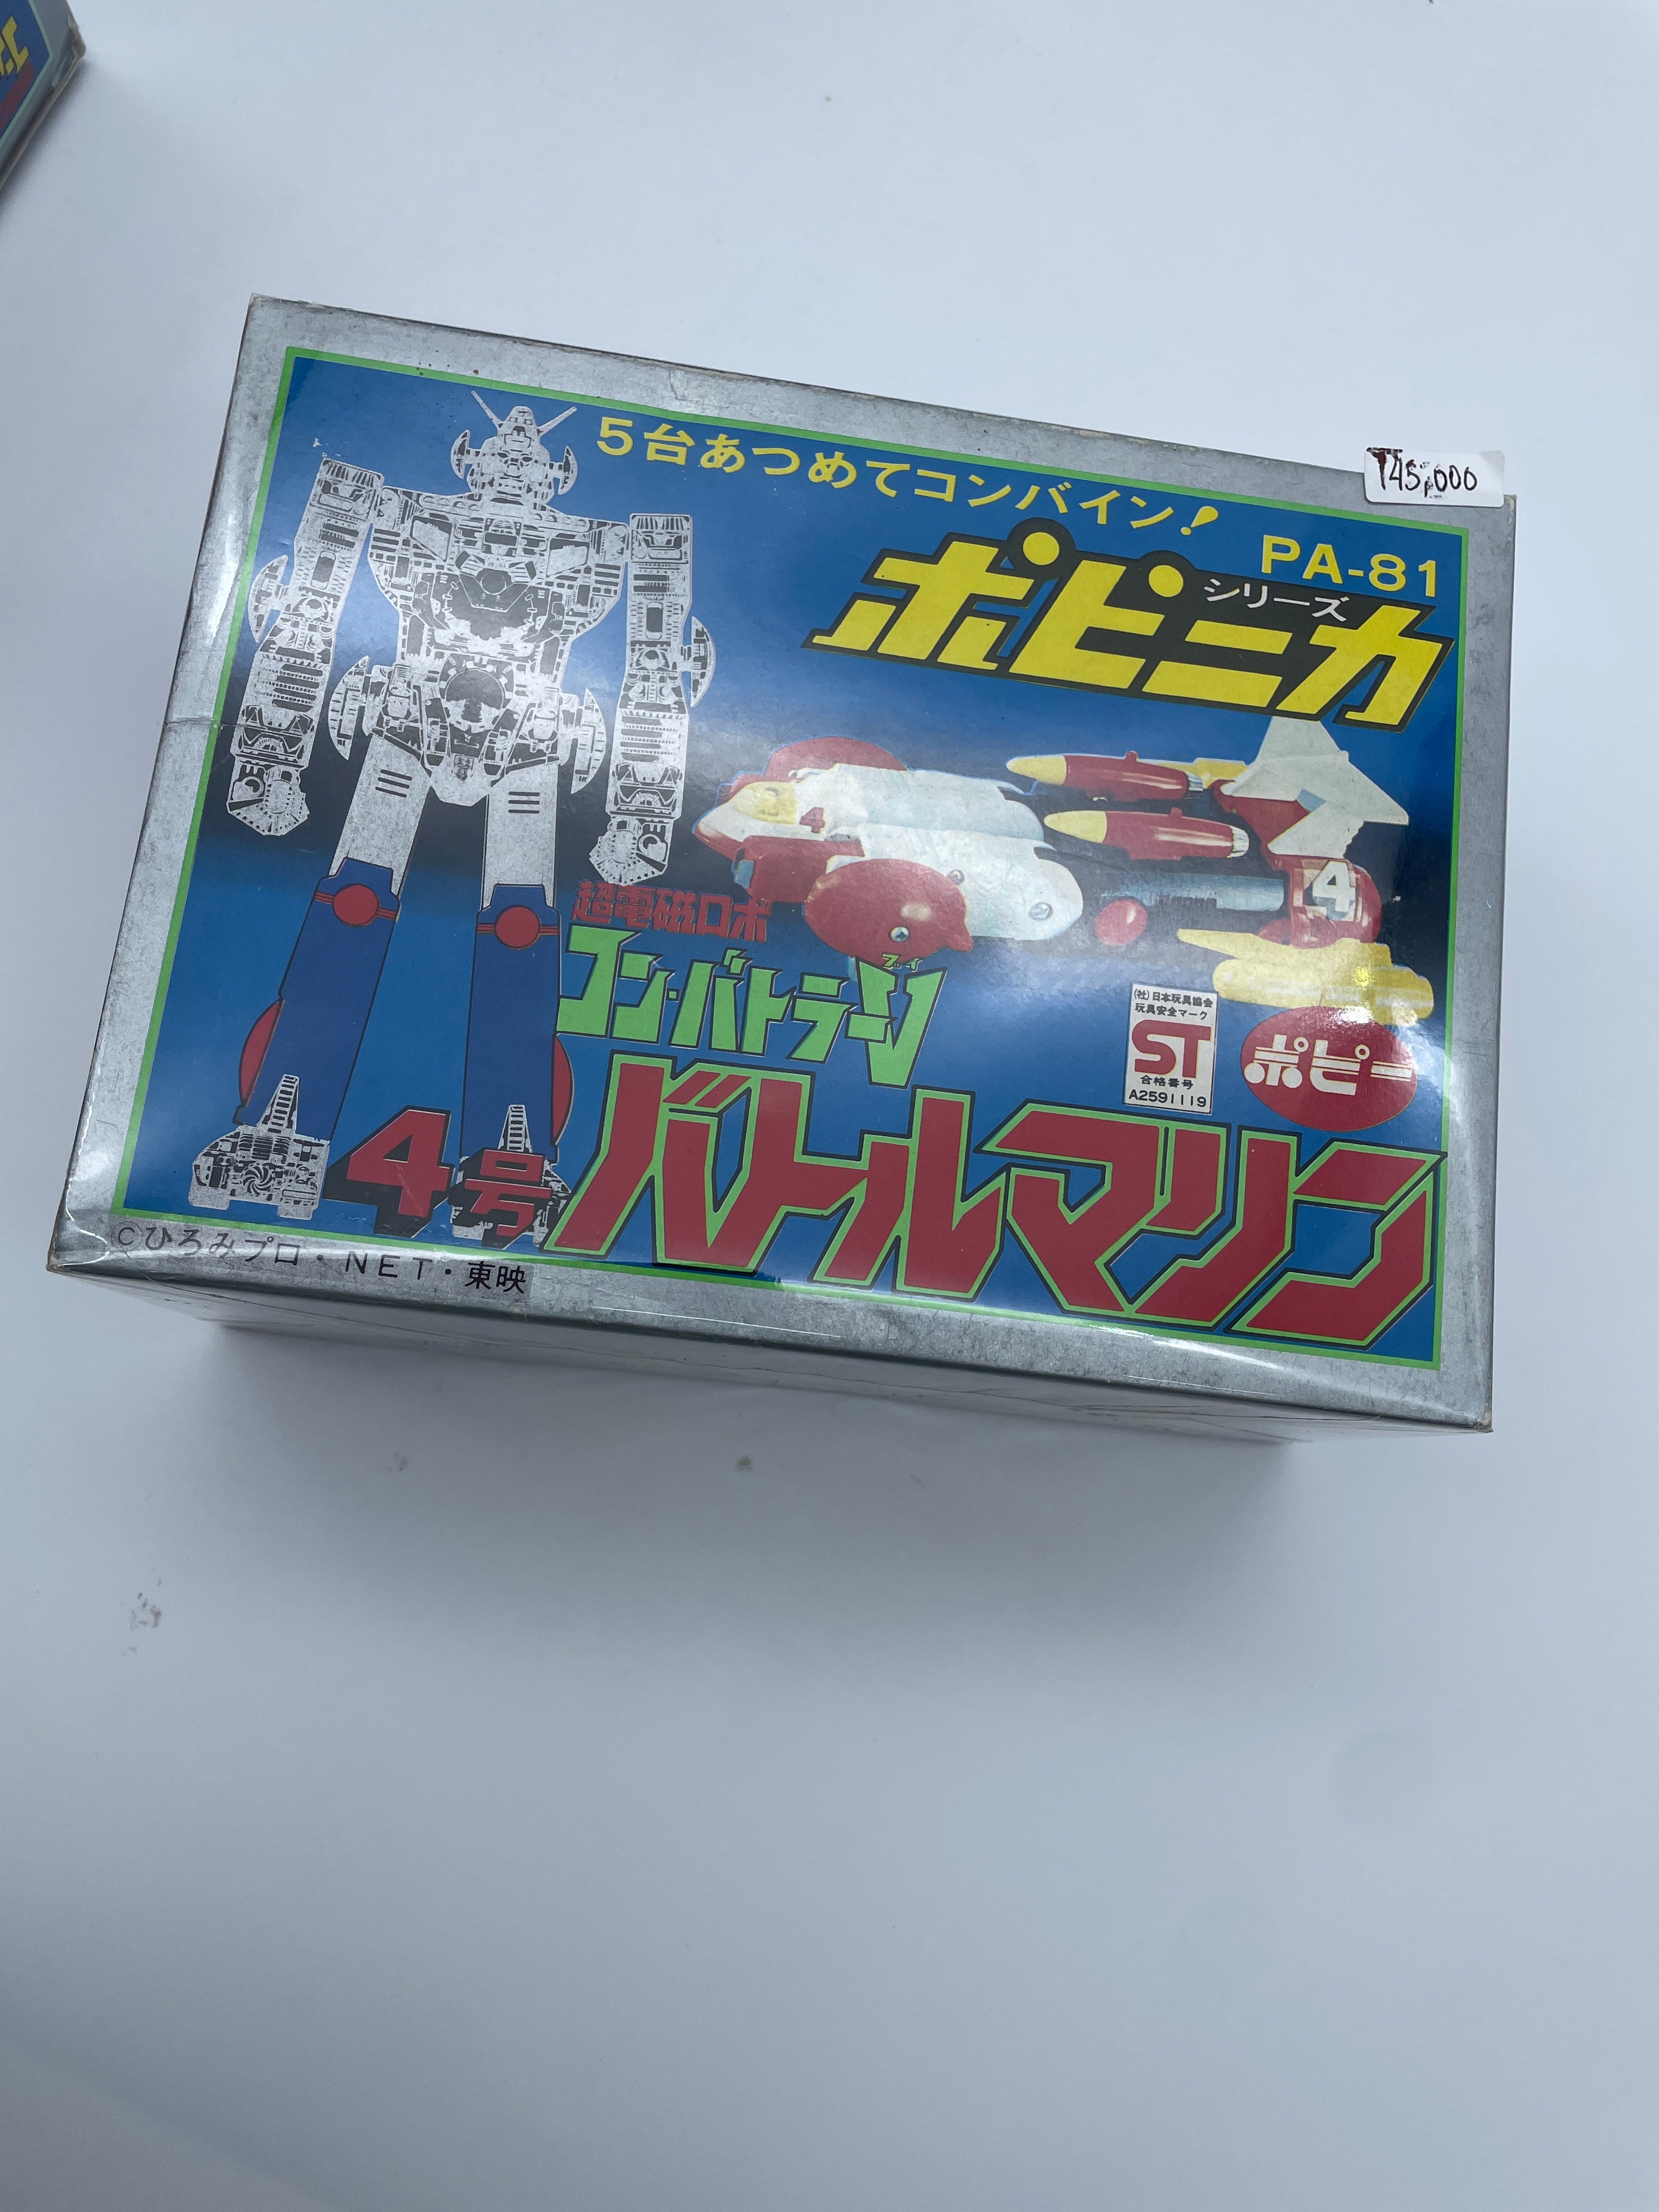 5台あつめてコンバイン!
PA-81
ポピニカ
シリーズ
4
4
超電磁ロボ
コン・バトラーV
ブイ
(社)日本玩具協会
玩具安全マーク
ST
合格番号
A2591119
ポピー
4号
バトルマリン
©ひろみプロ・NET・東映